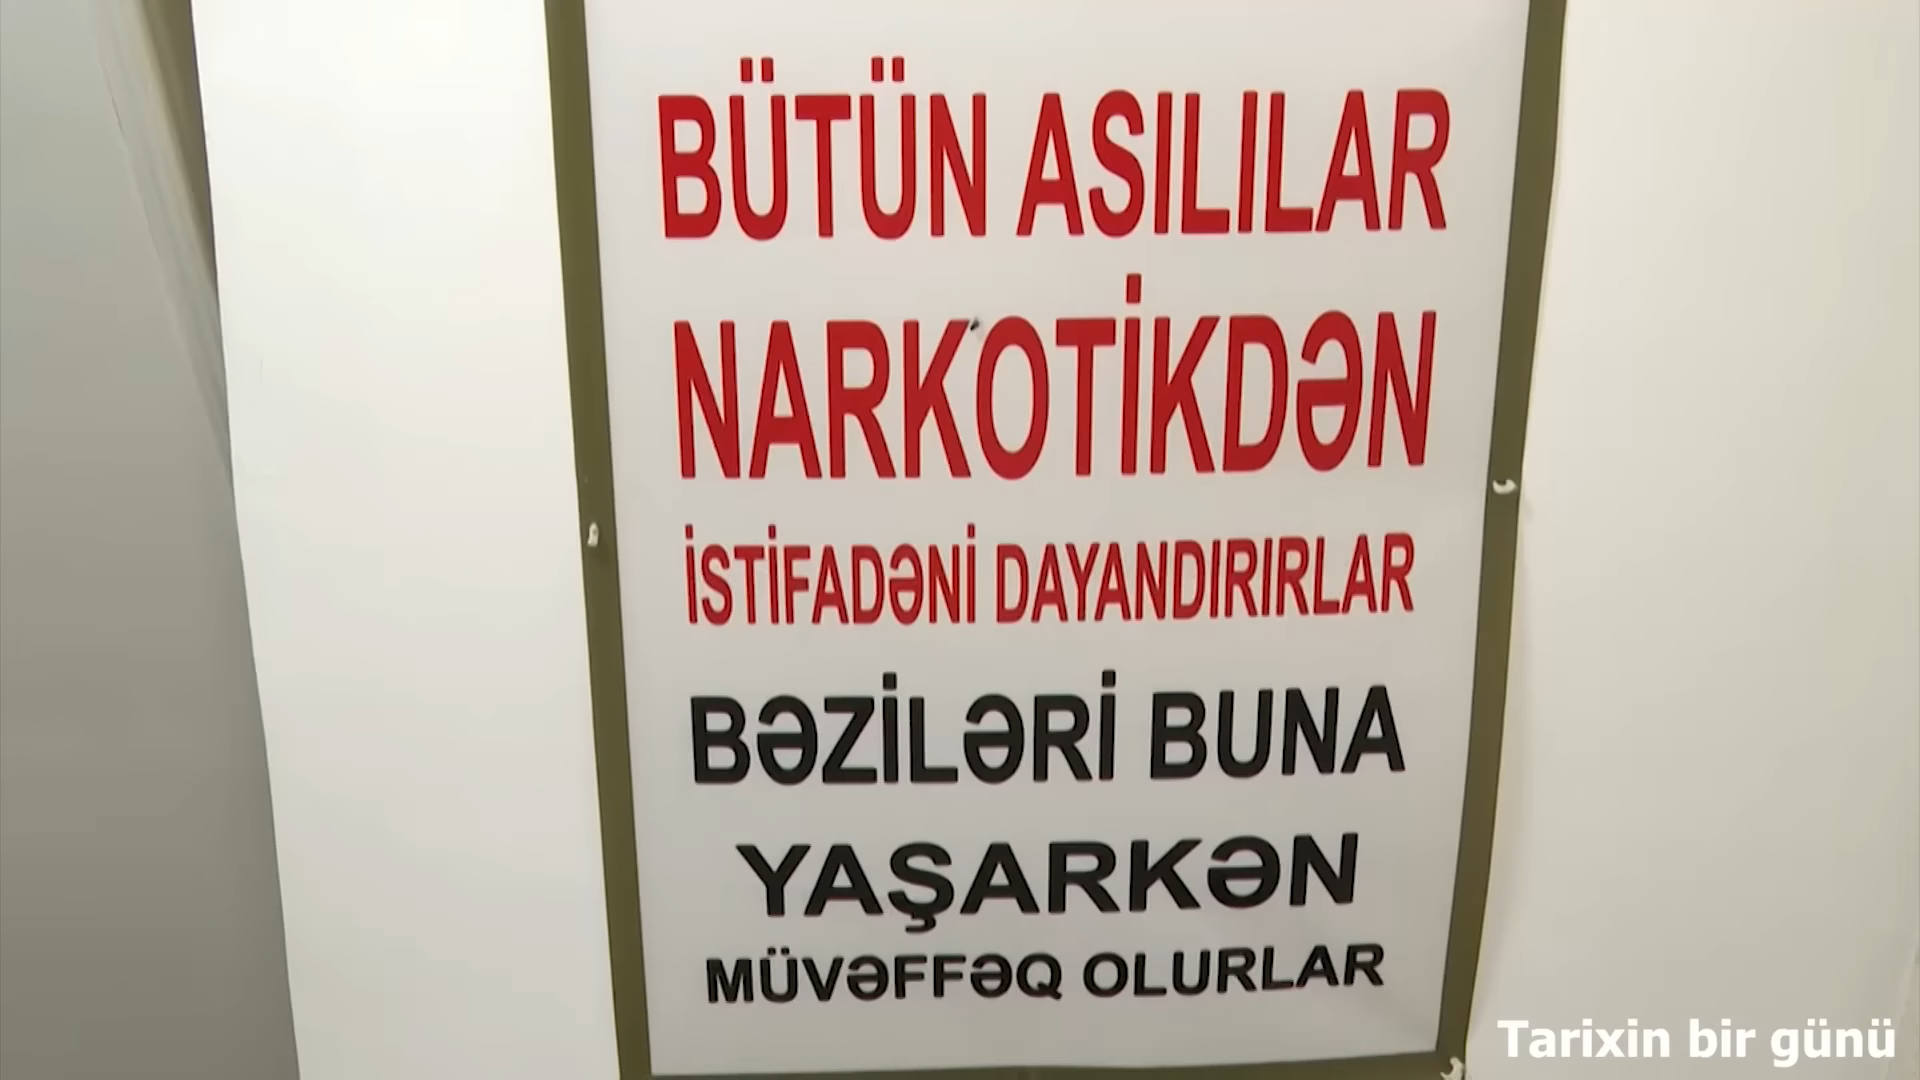 BÜTÜN ASILILAR
NARKOTİKDƏN
İSTİFADƏNİ DAYANDIRIRLAR
BƏZİLƏRİ BUNA
YAŞARKƏN
MÜVƏFFƏQ OLURLAR
Tarixin bir günü